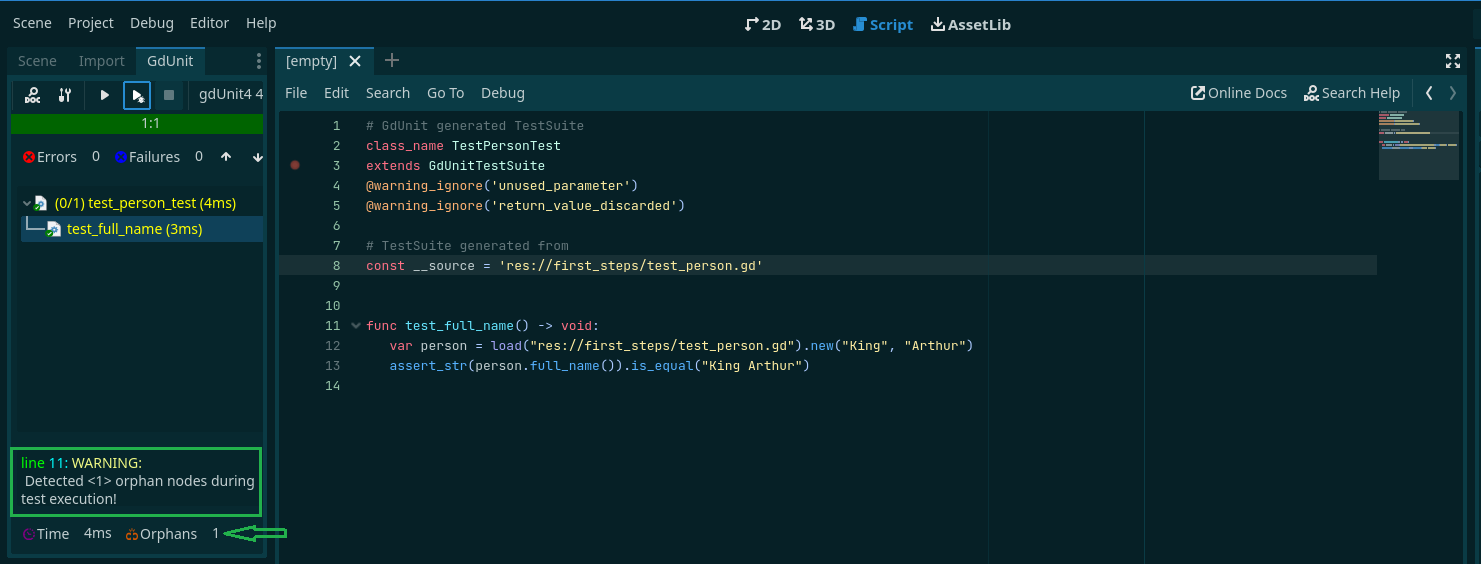 Scene Project Debug Editor Help
2D 3D Script AssetLib
Scene Import GdUnit
[empty]
gdUnit4 4
File Edit Search Go To Debug
Online Docs Search Help
1:1
Errors 0 Failures 0
(0/1) test_person_test (4ms)
test_full_name (3ms)
line 11: WARNING:
Detected <1> orphan nodes during
test execution!
Time 4ms Orphans 1
1 # GdUnit generated TestSuite
2 class_name TestPersonTest
3 extends GdUnitTestSuite
4 @warning_ignore('unused_parameter')
5 @warning_ignore('return_value_discarded')
6
7 # TestSuite generated from
8 const __source = 'res://first_steps/test_person.gd'
9
10
11 func test_full_name() -> void:
12 var person = load("res://first_steps/test_person.gd").new("King", "Arthur")
13 assert_str(person.full_name()).is_equal("King Arthur")
14